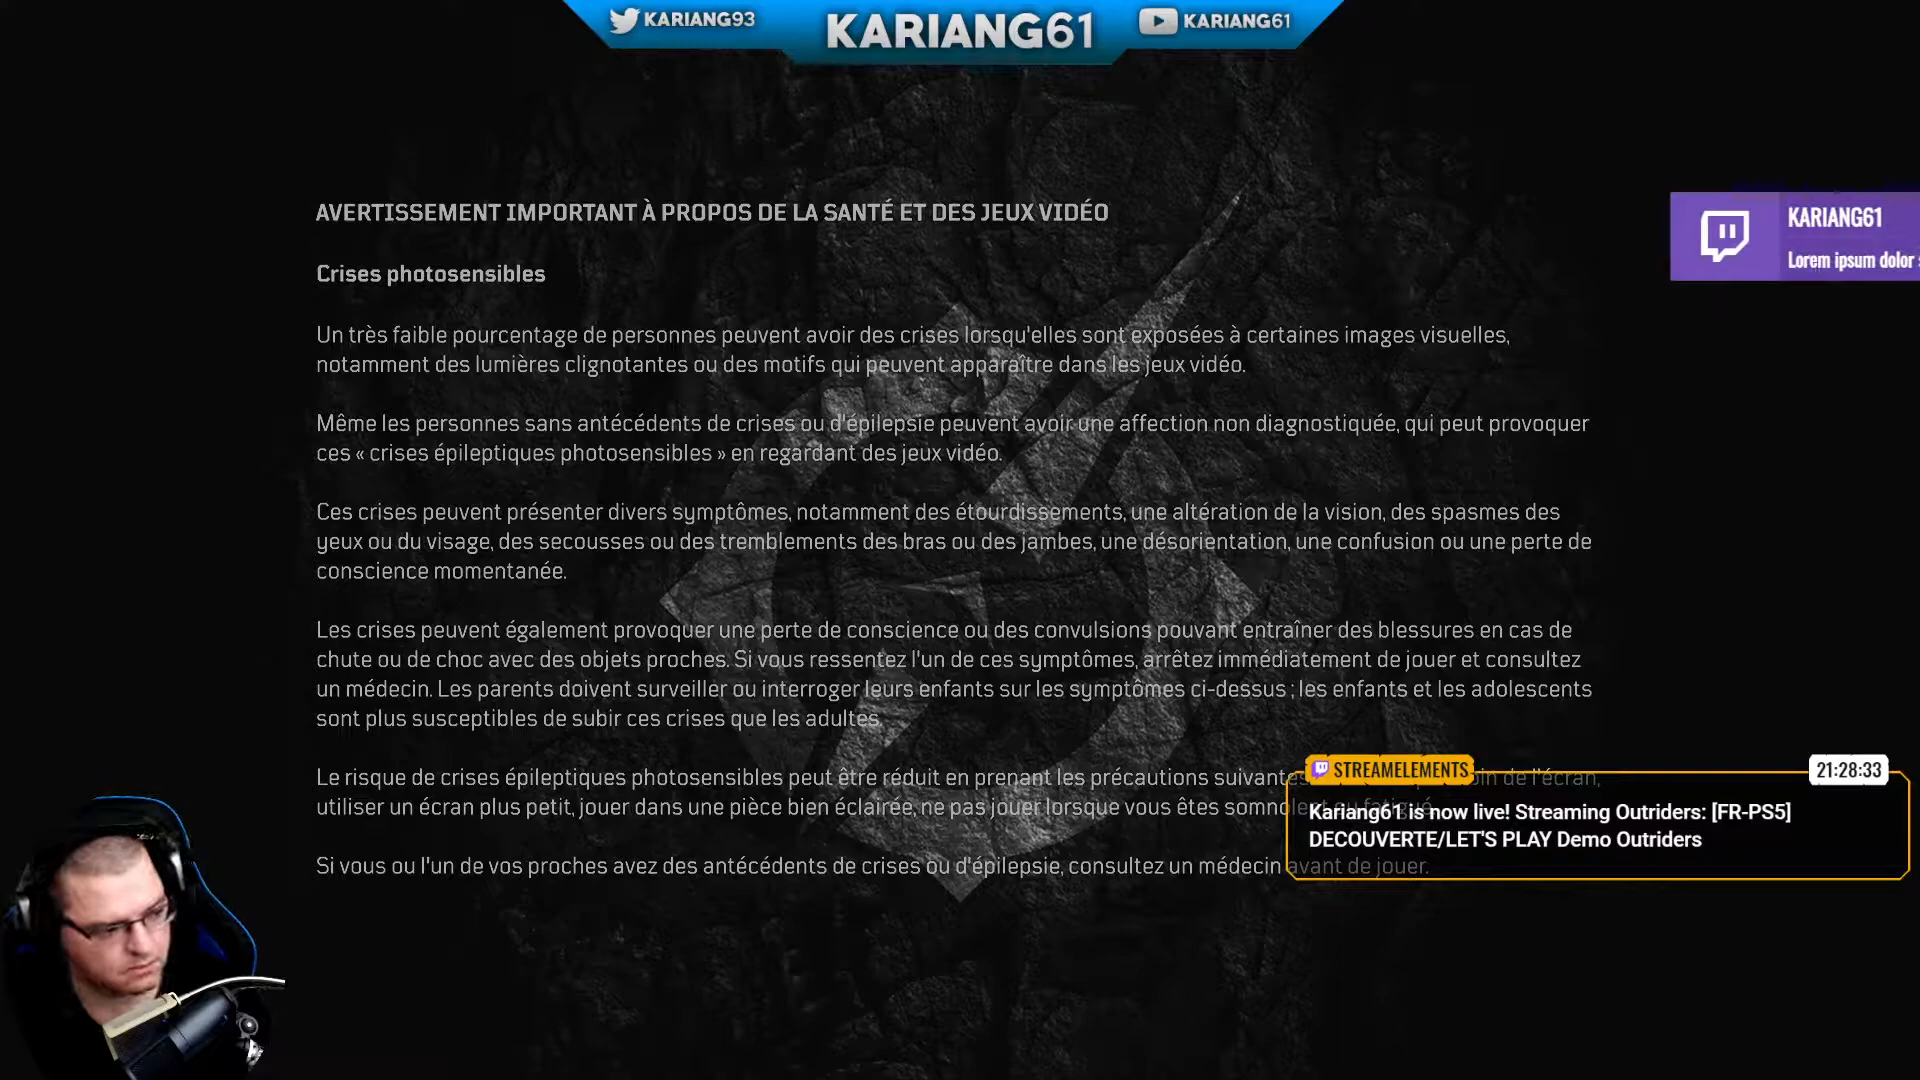 KARIANG93
KARIANG61
KARIANG61
AVERTISSEMENT IMPORTANT À PROPOS DE LA SANTÉ ET DES JEUX VIDÉO
KARIANG61
Lorem ipsum dolor
Crises photosensibles
Un très faible pourcentage de personnes peuvent avoir des crises lorsqu'elles sont exposées à certaines images visuelles,
notamment des lumières clignotantes ou des motifs qui peuvent apparaître dans les jeux vidéo.
Même les personnes sans antécédents de crises ou d'épilepsie peuvent avoir une affection non diagnostiquée, qui peut provoquer
ces « crises épileptiques photosensibles » en regardant des jeux vidéo.
Ces crises peuvent présenter divers symptômes, notamment des étourdissements, une altération de la vision, des spasmes des
yeux ou du visage, des secousses ou des tremblements des bras ou des jambes, une désorientation, une confusion ou une perte de
conscience momentanée.
Les crises peuvent également provoquer une perte de conscience ou des convulsions pouvant entraîner des blessures en cas de
chute ou de choc avec des objets proches. Si vous ressentez l'un de ces symptômes, arrêtez immédiatement de jouer et consultez
un médecin. Les parents doivent surveiller ou interroger leurs enfants sur les symptômes ci-dessus ; les enfants et les adolescents
sont plus susceptibles de subir ces crises que les adultes.
Le risque de crises épileptiques photosensibles peut être réduit en prenant les précautions suivantes de l'écran,
utiliser un écran plus petit, jouer dans une pièce bien éclairée, ne pas jouer lorsque vous êtes somnolent ou fatigué.
Si vous ou l'un de vos proches avez des antécédents de crises ou d'épilepsie, consultez un médecin avant de jouer.
STREAMELEMENTS
21:28:33
Kariang61 is now live! Streaming Outriders: [FR-PS5]
DECOUVERTE/LET'S PLAY Demo Outriders